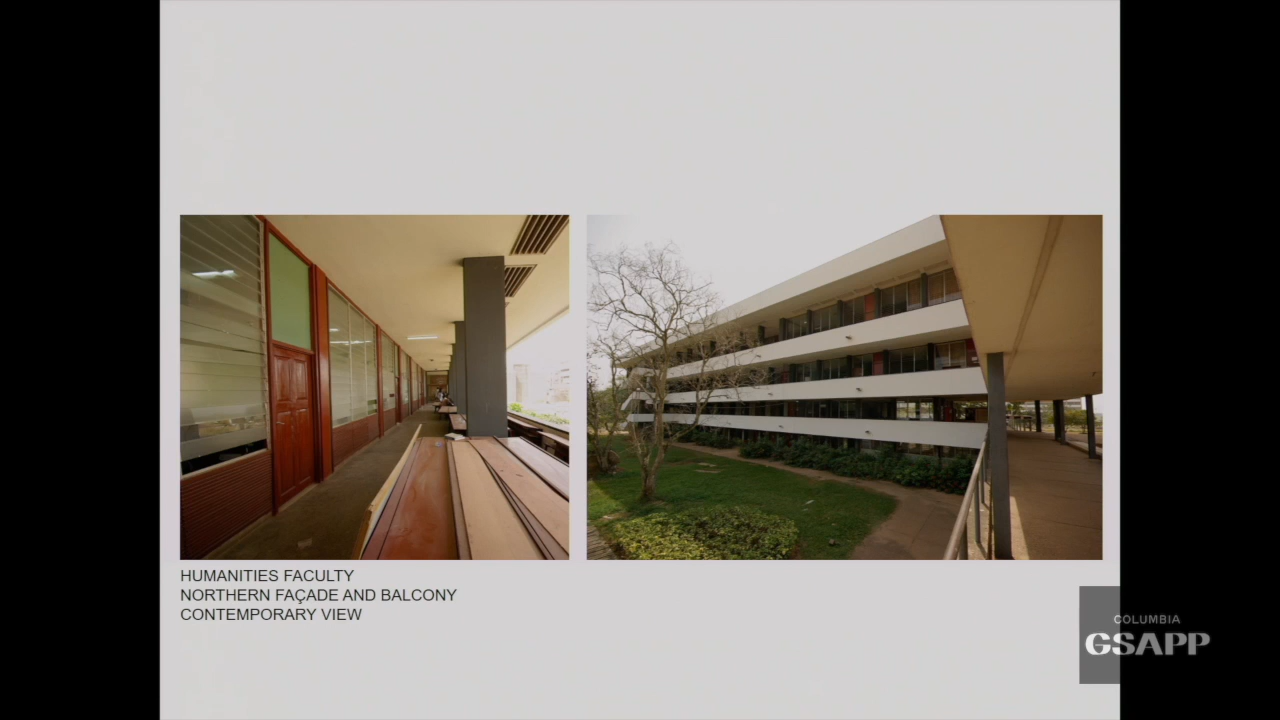 HUMANITIES FACULTY
NORTHERN FAÇADE AND BALCONY
CONTEMPORARY VIEW
COLUMBIA
GSAPP